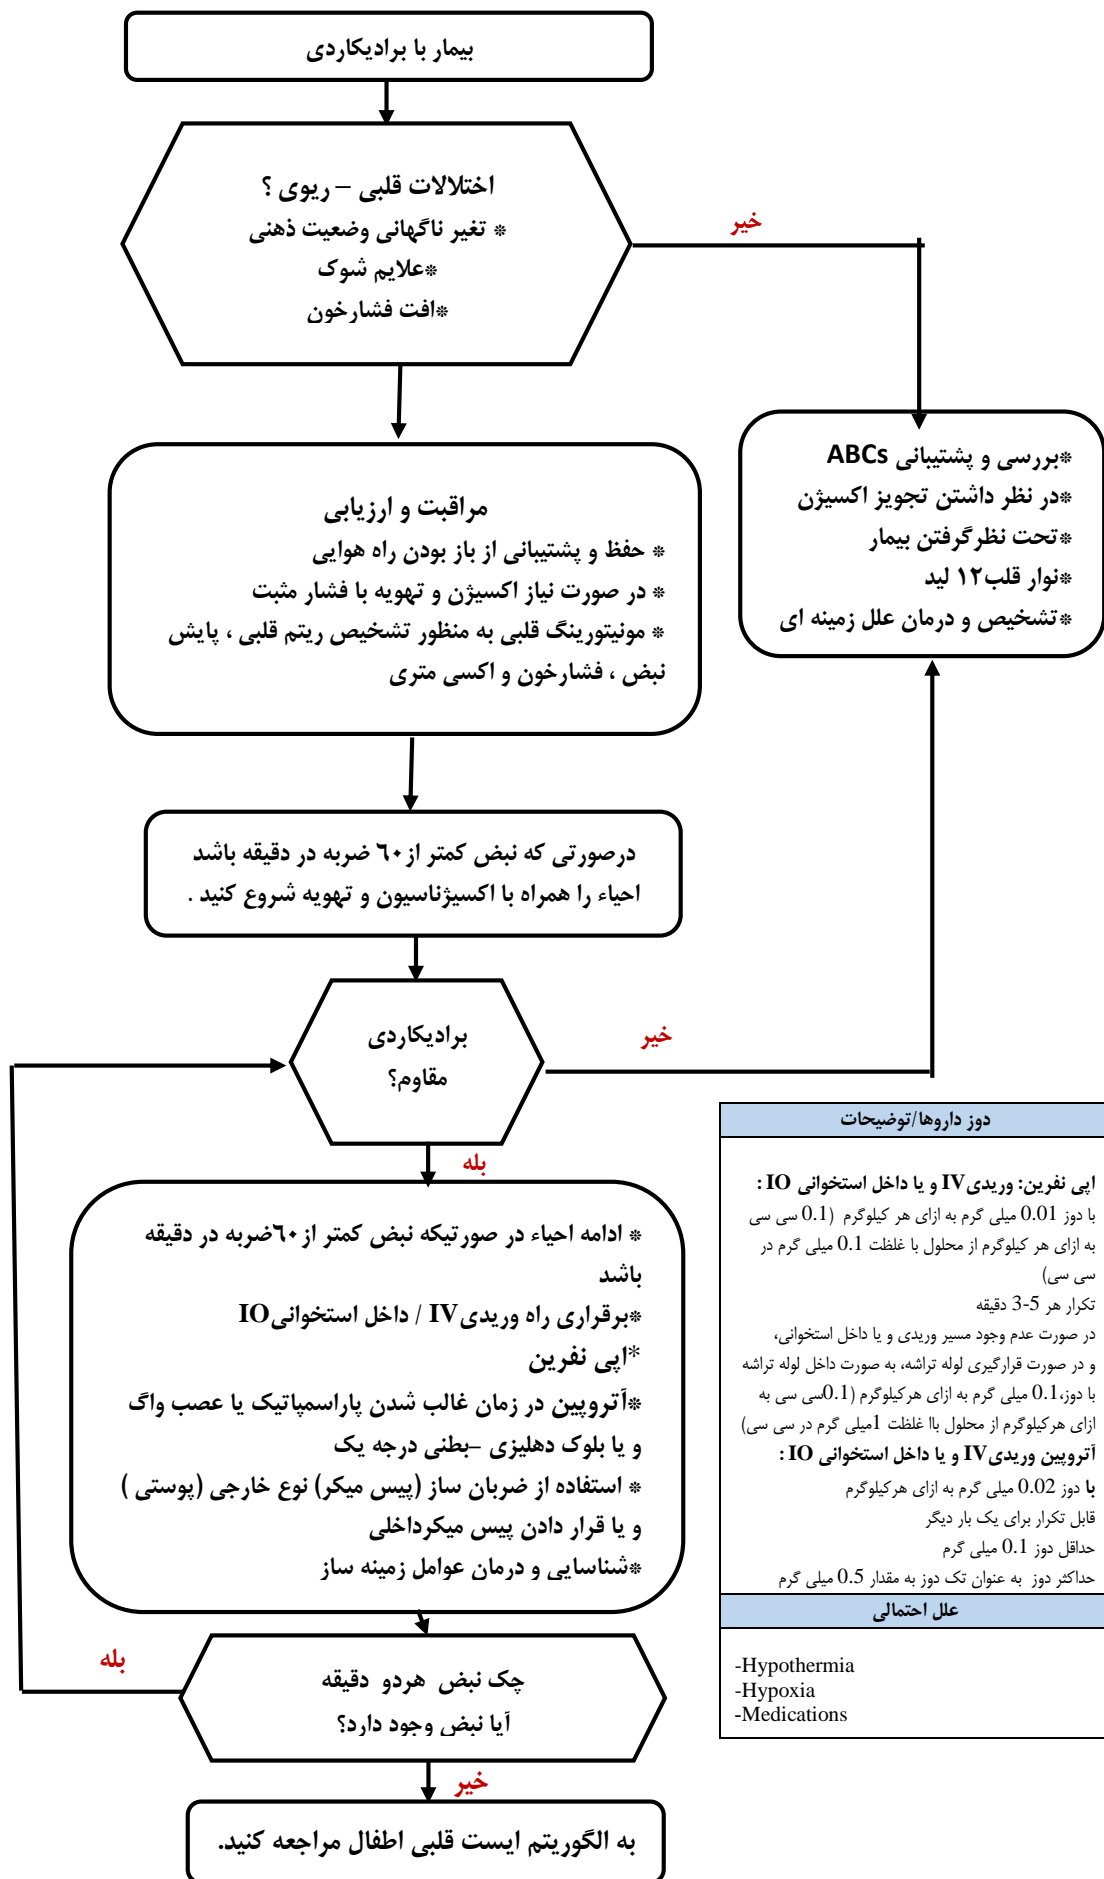 بیمار با برادیکاردی
اختلالات قلبی – ریوی ؟
* تغیر ناگهانی وضعیت ذهنی
*علایم شوک
*افت فشارخون
خیر
*بررسی و پشتیبانی ABCs
*در نظر داشتن تجویز اکسیژن
*تحت نظرگرفتن بیمار
*نوار قلب۱۲ لید
*تشخیص و درمان علل زمینه ای
مراقبت و ارزیابی
* حفظ و پشتیبانی از باز بودن راه هوایی
* در صورت نیاز اکسیژن و تهویه با فشار مثبت
* مونیتورینگ قلبی به منظور تشخیص ریتم قلبی ، پایش
نبض ، فشارخون و اکسی متری
درصورتی که نبض کمتر از۶۰ ضربه در دقیقه باشد
احیاء را همراه با اکسیژناسیون و تهویه شروع کنید .
برادیکاردی
مقاوم؟
خیر
بله
* ادامه احیاء در صورتیکه نبض کمتر از۶۰ضربه در دقیقه
باشد
*برقراری راه وریدیIV / داخل استخوانیIO
*اپی نفرین
*آتروپین در زمان غالب شدن پاراسمپاتیک یا عصب واگ
و یا بلوک دهلیزی –بطنی درجه یک
* استفاده از ضربان ساز (پیس میکر) نوع خارجی (پوستی )
و یا قرار دادن پیس میکرداخلی
*شناسایی و درمان عوامل زمینه ساز
چک نبض هردو دقیقه
آیا نبض وجود دارد؟
بله
خیر
به الگوریتم ایست قلبی اطفال مراجعه کنید.
دوز داروها/توضیحات
اپی نفرین: وریدیIV و یا داخل استخوانی IO :
با دوز 0.01 میلی گرم به ازای هر کیلوگرم (0.1 سی سی
به ازای هر کیلوگرم از محلول با غلظت 0.1 میلی گرم در
سی سی)
تکرار هر 5-3 دقیقه
در صورت عدم وجود مسیر وریدی و یا داخل استخوانی،
و در صورت قرارگیری لوله تراشه، به صورت داخل لوله تراشه
با دوز،0.1 میلی گرم به ازای هرکیلوگرم (0.1سی سی به
ازای هرکیلوگرم از محلول باا غلظت 1میلی گرم در سی سی)
آتروپین وریدیIV و یا داخل استخوانی IO :
با دوز 0.02 میلی گرم به ازای هرکیلوگرم
قابل تکرار برای یک بار دیگر
حداقل دوز 0.1 میلی گرم
حداکثر دوز به عنوان تک دوز به مقدار 0.5 میلی گرم
علل احتمالی
-Hypothermia
-Hypoxia
-Medications